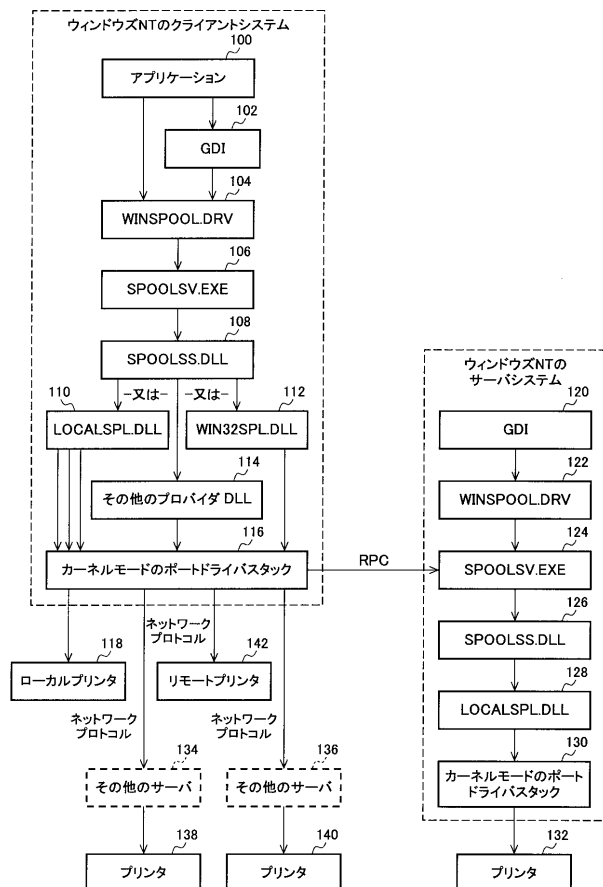 ウィンドウズNTのクライアントシステム
100
アプリケーション
102
GDI
104
WINSPOOL.DRV
106
SPOOLSV.EXE
108
SPOOLSS.DLL
110
-又は-
-又は-
112
LOCALSPL.DLL
WIN32SPL.DLL
114
その他のプロバイダ DLL
116
カーネルモードのポートドライバスタック
RPC
ネットワーク
プロトコル
118
ローカルプリンタ
142
リモートプリンタ
ネットワーク
プロトコル
ネットワーク
プロトコル
134
その他のサーバ
136
その他のサーバ
138
プリンタ
140
プリンタ
ウィンドウズNTの
サーバシステム
120
GDI
122
WINSPOOL.DRV
124
SPOOLSV.EXE
126
SPOOLSS.DLL
128
LOCALSPL.DLL
130
カーネルモードのポート
ドライバスタック
132
プリンタ